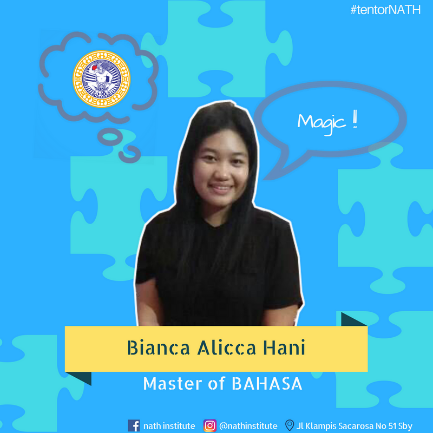 #tentorNATH
Magic !
Bianca Alicca Hani
Master of BAHASA
nath institute @nathinstitute Jl Klampis Sacarosa No 51 Sby